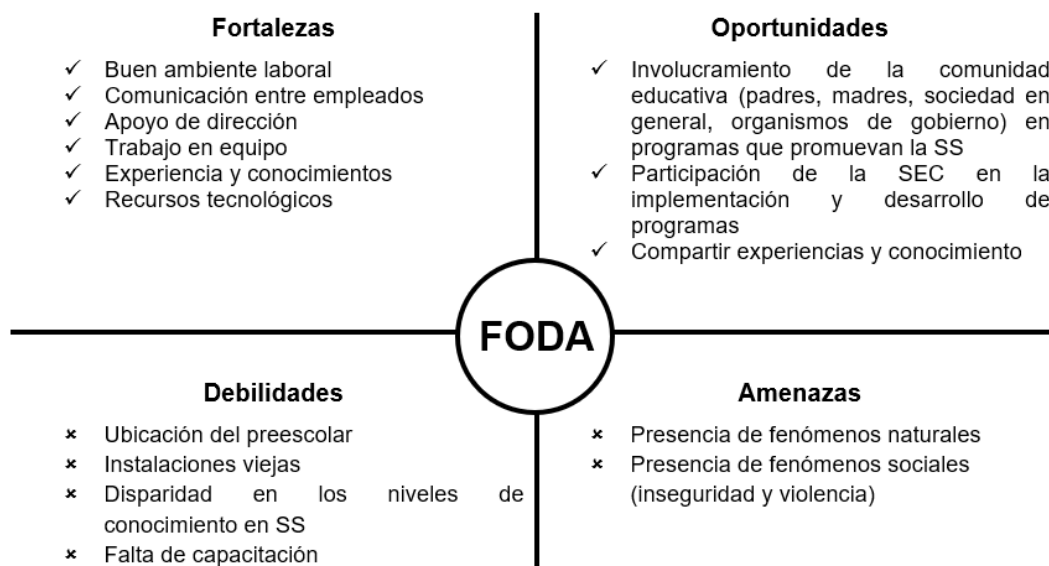 Fortalezas
✓ Buen ambiente laboral
✓ Comunicación entre empleados
✓ Apoyo de dirección
✓ Trabajo en equipo
✓ Experiencia y conocimientos
✓ Recursos tecnológicos
Oportunidades
✓ Involucramiento de la comunidad
educativa (padres, madres, sociedad en
general, organismos de gobierno) en
programas que promuevan la SS
✓ Participación de la SEC en la
implementación y desarrollo de
programas
✓ Compartir experiencias y conocimiento
FODA
Debilidades
× Ubicación del preescolar
× Instalaciones viejas
× Disparidad en los niveles de
conocimiento en SS
× Falta de capacitación
Amenazas
× Presencia de fenómenos naturales
× Presencia de fenómenos sociales
(inseguridad y violencia)